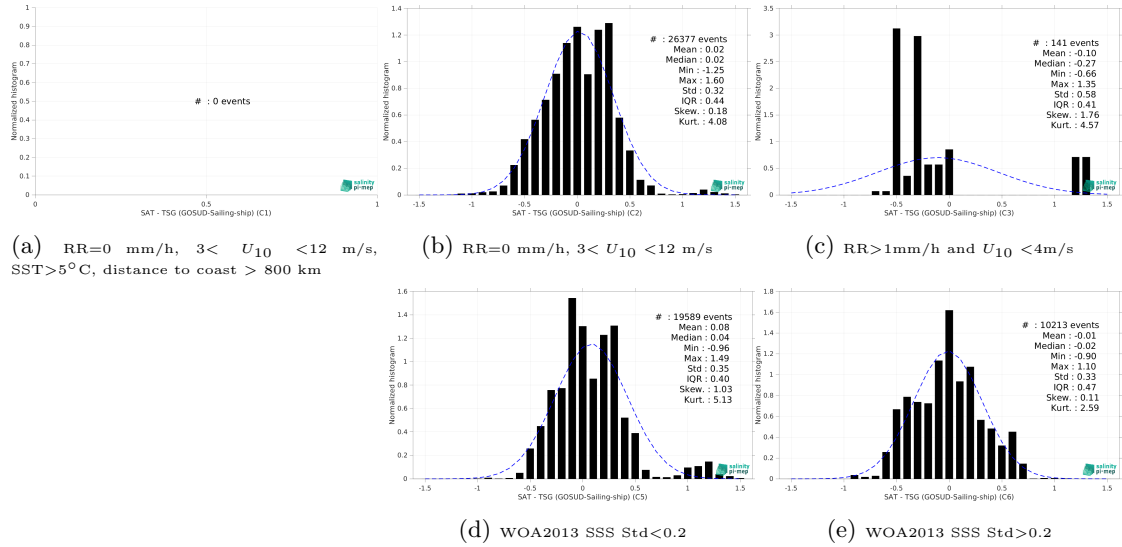 1
0.9
0.8
0.7
0.6
0.5
0.4
0.3
0.2
0.1
0
0
0.5
1
Normalized histogram
# : 0 events
salinity
pi-mep
SAT - TSG (GOSUD-Sailing-ship) (C1)
(a) RR=0 mm/h, 3< U10 <12 m/s,
SST>5°C, distance to coast > 800 km
1.4
1.2
1
0.8
0.6
0.4
0.2
0
-1.5
-1
-0.5
0
0.5
1
1.5
Normalized histogram
# : 26377 events
Mean : 0.02
Median : 0.02
Min : -1.25
Max : 1.60
Std : 0.32
IQR : 0.44
Skew. : 0.18
Kurt. : 4.08
salinity
pi-mep
SAT - TSG (GOSUD-Sailing-ship) (C2)
(b) RR=0 mm/h, 3< U10 <12 m/s
3.5
3
2.5
2
1.5
1
0.5
0
-1.5
-1
-0.5
0
0.5
1
1.5
Normalized histogram
# : 141 events
Mean : -0.10
Median : -0.27
Min : -0.66
Max : 1.35
Std : 0.58
IQR : 0.41
Skew. : 1.76
Kurt. : 4.57
salinity
pi-mep
SAT - TSG (GOSUD-Sailing-ship) (C3)
(c) RR>1mm/h and U10 <4m/s
1.6
1.4
1.2
1
0.8
0.6
0.4
0.2
0
-1.5
-1
-0.5
0
0.5
1
1.5
Normalized histogram
# : 19589 events
Mean : 0.08
Median : 0.04
Min : -0.96
Max : 1.49
Std : 0.35
IQR : 0.40
Skew. : 1.03
Kurt. : 5.13
salinity
pi-mep
SAT - TSG (GOSUD-Sailing-ship) (C5)
(d) WOA2013 SSS Std<0.2
1.8
1.6
1.4
1.2
1
0.8
0.6
0.4
0.2
0
-1.5
-1
-0.5
0
0.5
1
1.5
Normalized histogram
# : 10213 events
Mean : -0.01
Median : -0.02
Min : -0.90
Max : 1.10
Std : 0.33
IQR : 0.47
Skew. : 0.11
Kurt. : 2.59
salinity
pi-mep
SAT - TSG (GOSUD-Sailing-ship) (C6)
(e) WOA2013 SSS Std>0.2